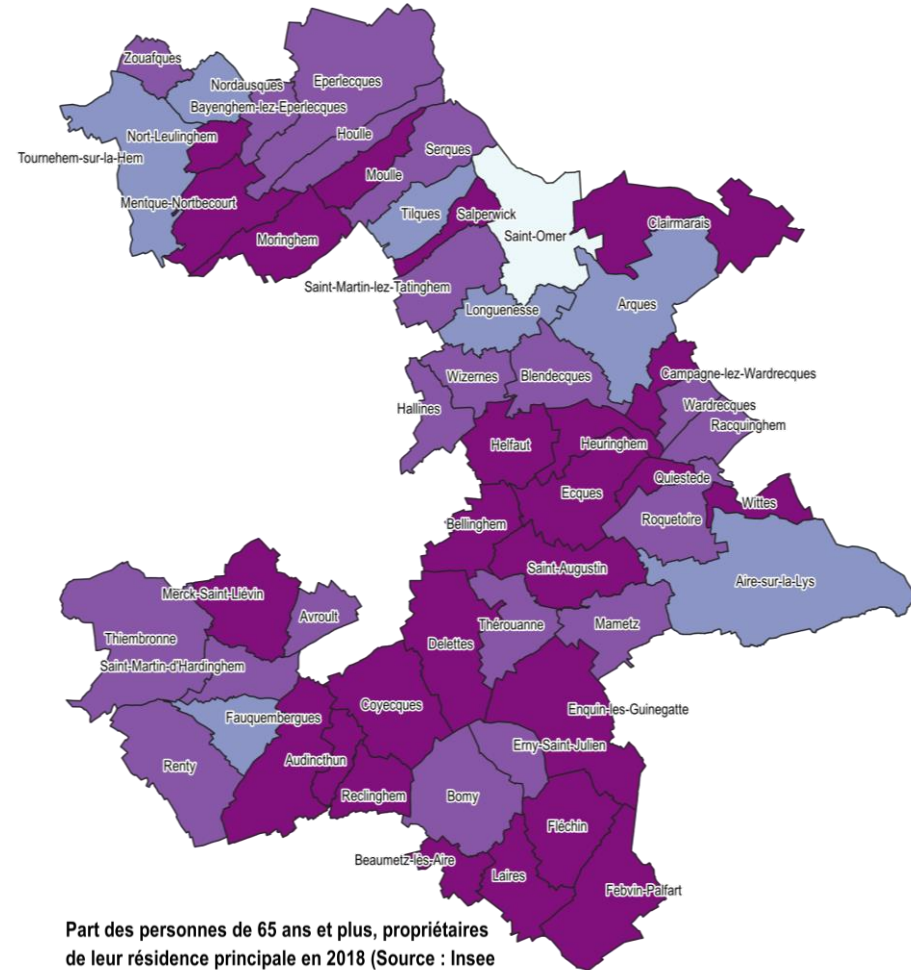 Zouafques
Nordausques
Eperlecques
Bayenghem-lez-Eperlecques
Nort-Leulinghem
Houlle
Serques
Tournehem-sur-la-Hem
Moulle
Mentque-Nortbecourt
Tilques
Salperwick
Clairmarais
Moringhem
Saint-Omer
Saint-Martin-lez-Tatinghem
Longuenesse
Arques
Wizernes
Blendecques
Campagne-lez-Wardrecques
Hallines
Wardrecques
Racquinghem
Helfaut
Heuringhem
Ecques
Quiestede
Wittes
Bellinghem
Roquetoire
Saint-Augustin
Aire-sur-la-Lys
Merck-Saint-Liévin
Avroult
Thiembronne
Delettes
Thérouanne
Mametz
Saint-Martin-d'Hardinghem
Coyecques
Enquin-les-Guinegatte
Fauquembergues
Erny-Saint-Julien
Renty
Audincthun
Reclinghem
Bomy
Fléchin
Beaumetz-lès-Aire
Laires
Febvin-Palfart
Part des personnes de 65 ans et plus, propriétaires
de leur résidence principale en 2018 (Source : Insee